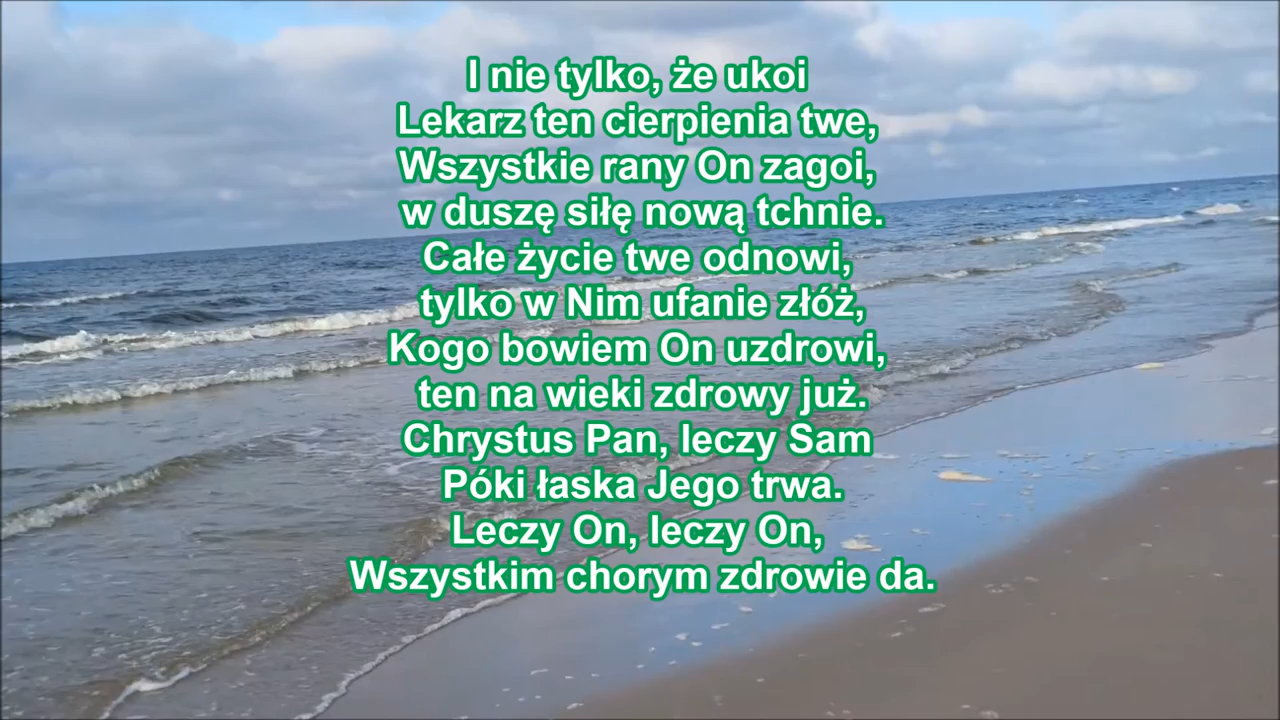 I nie tylko, że ukoi
Lekarz ten cierpienia twe,
Wszystkie rany On zagoi,
w duszę siłę nową tchnie.
Całe życie twe odnowi,
tylko w Nim ufanie złóż,
Kogo bowiem On uzdrowi,
ten na wieki zdrowy już.
Chrystus Pan, leczy Sam
Póki łaska Jego trwa.
Leczy On, leczy On,
Wszystkim chorym zdrowie da.